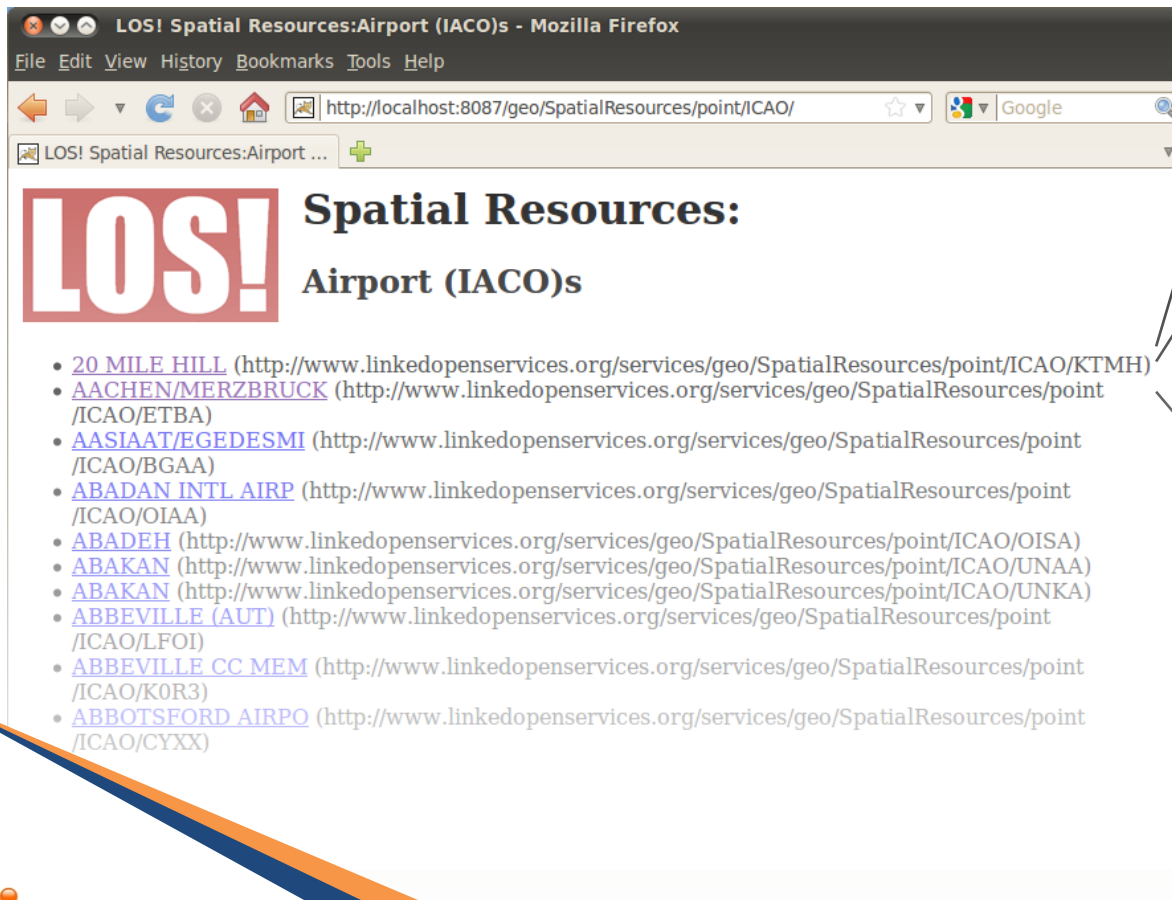 LOS! Spatial Resources:Airport (IACO)s - Mozilla Firefox
File Edit View History Bookmarks Tools Help
http://localhost:8087/geo/SpatialResources/point/ICAO/ Google
LOS! Spatial Resources:Airport ...
LOS!
Spatial Resources:
Airport (IACO)s
• 20 MILE HILL (http://www.linkedopenservices.org/services/geo/SpatialResources/point/ICAO/KTMH)
• AACHEN/MERZBRUCK (http://www.linkedopenservices.org/services/geo/SpatialResources/point
/ICAO/ETBA)
• AASIAAT/EGEDESMI (http://www.linkedopenservices.org/services/geo/SpatialResources/point
/ICAO/BGAA)
• ABADAN INTL AIRP (http://www.linkedopenservices.org/services/geo/SpatialResources/point
/ICAO/OIAA)
• ABADEH (http://www.linkedopenservices.org/services/geo/SpatialResources/point/ICAO/OISA)
• ABAKAN (http://www.linkedopenservices.org/services/geo/SpatialResources/point/ICAO/UNAA)
• ABAKAN (http://www.linkedopenservices.org/services/geo/SpatialResources/point/ICAO/UNKA)
• ABBEVILLE (AUT) (http://www.linkedopenservices.org/services/geo/SpatialResources/point
/ICAO/LFOI)
• ABBEVILLE CC MEM (http://www.linkedopenservices.org/services/geo/SpatialResources/point
/ICAO/K0R3)
• ABBOTSFORD AIRPO (http://www.linkedopenservices.org/services/geo/SpatialResources/point
/ICAO/CYXX)